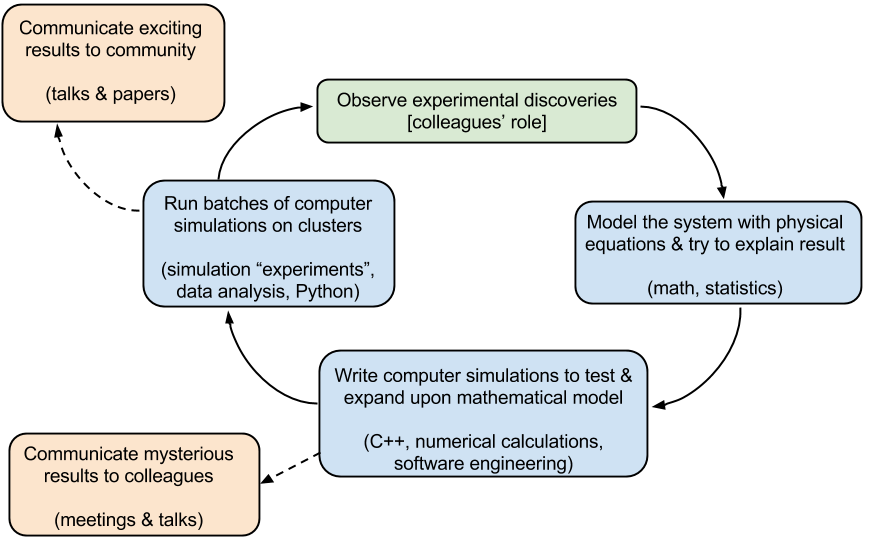 Communicate exciting
results to community
(talks & papers)
Observe experimental discoveries
[colleagues’ role]
Model the system with physical
equations & try to explain result
(math, statistics)
Write computer simulations to test &
expand upon mathematical model
(C++, numerical calculations,
software engineering)
Run batches of computer
simulations on clusters
(simulation “experiments”,
data analysis, Python)
Communicate mysterious
results to colleagues
(meetings & talks)